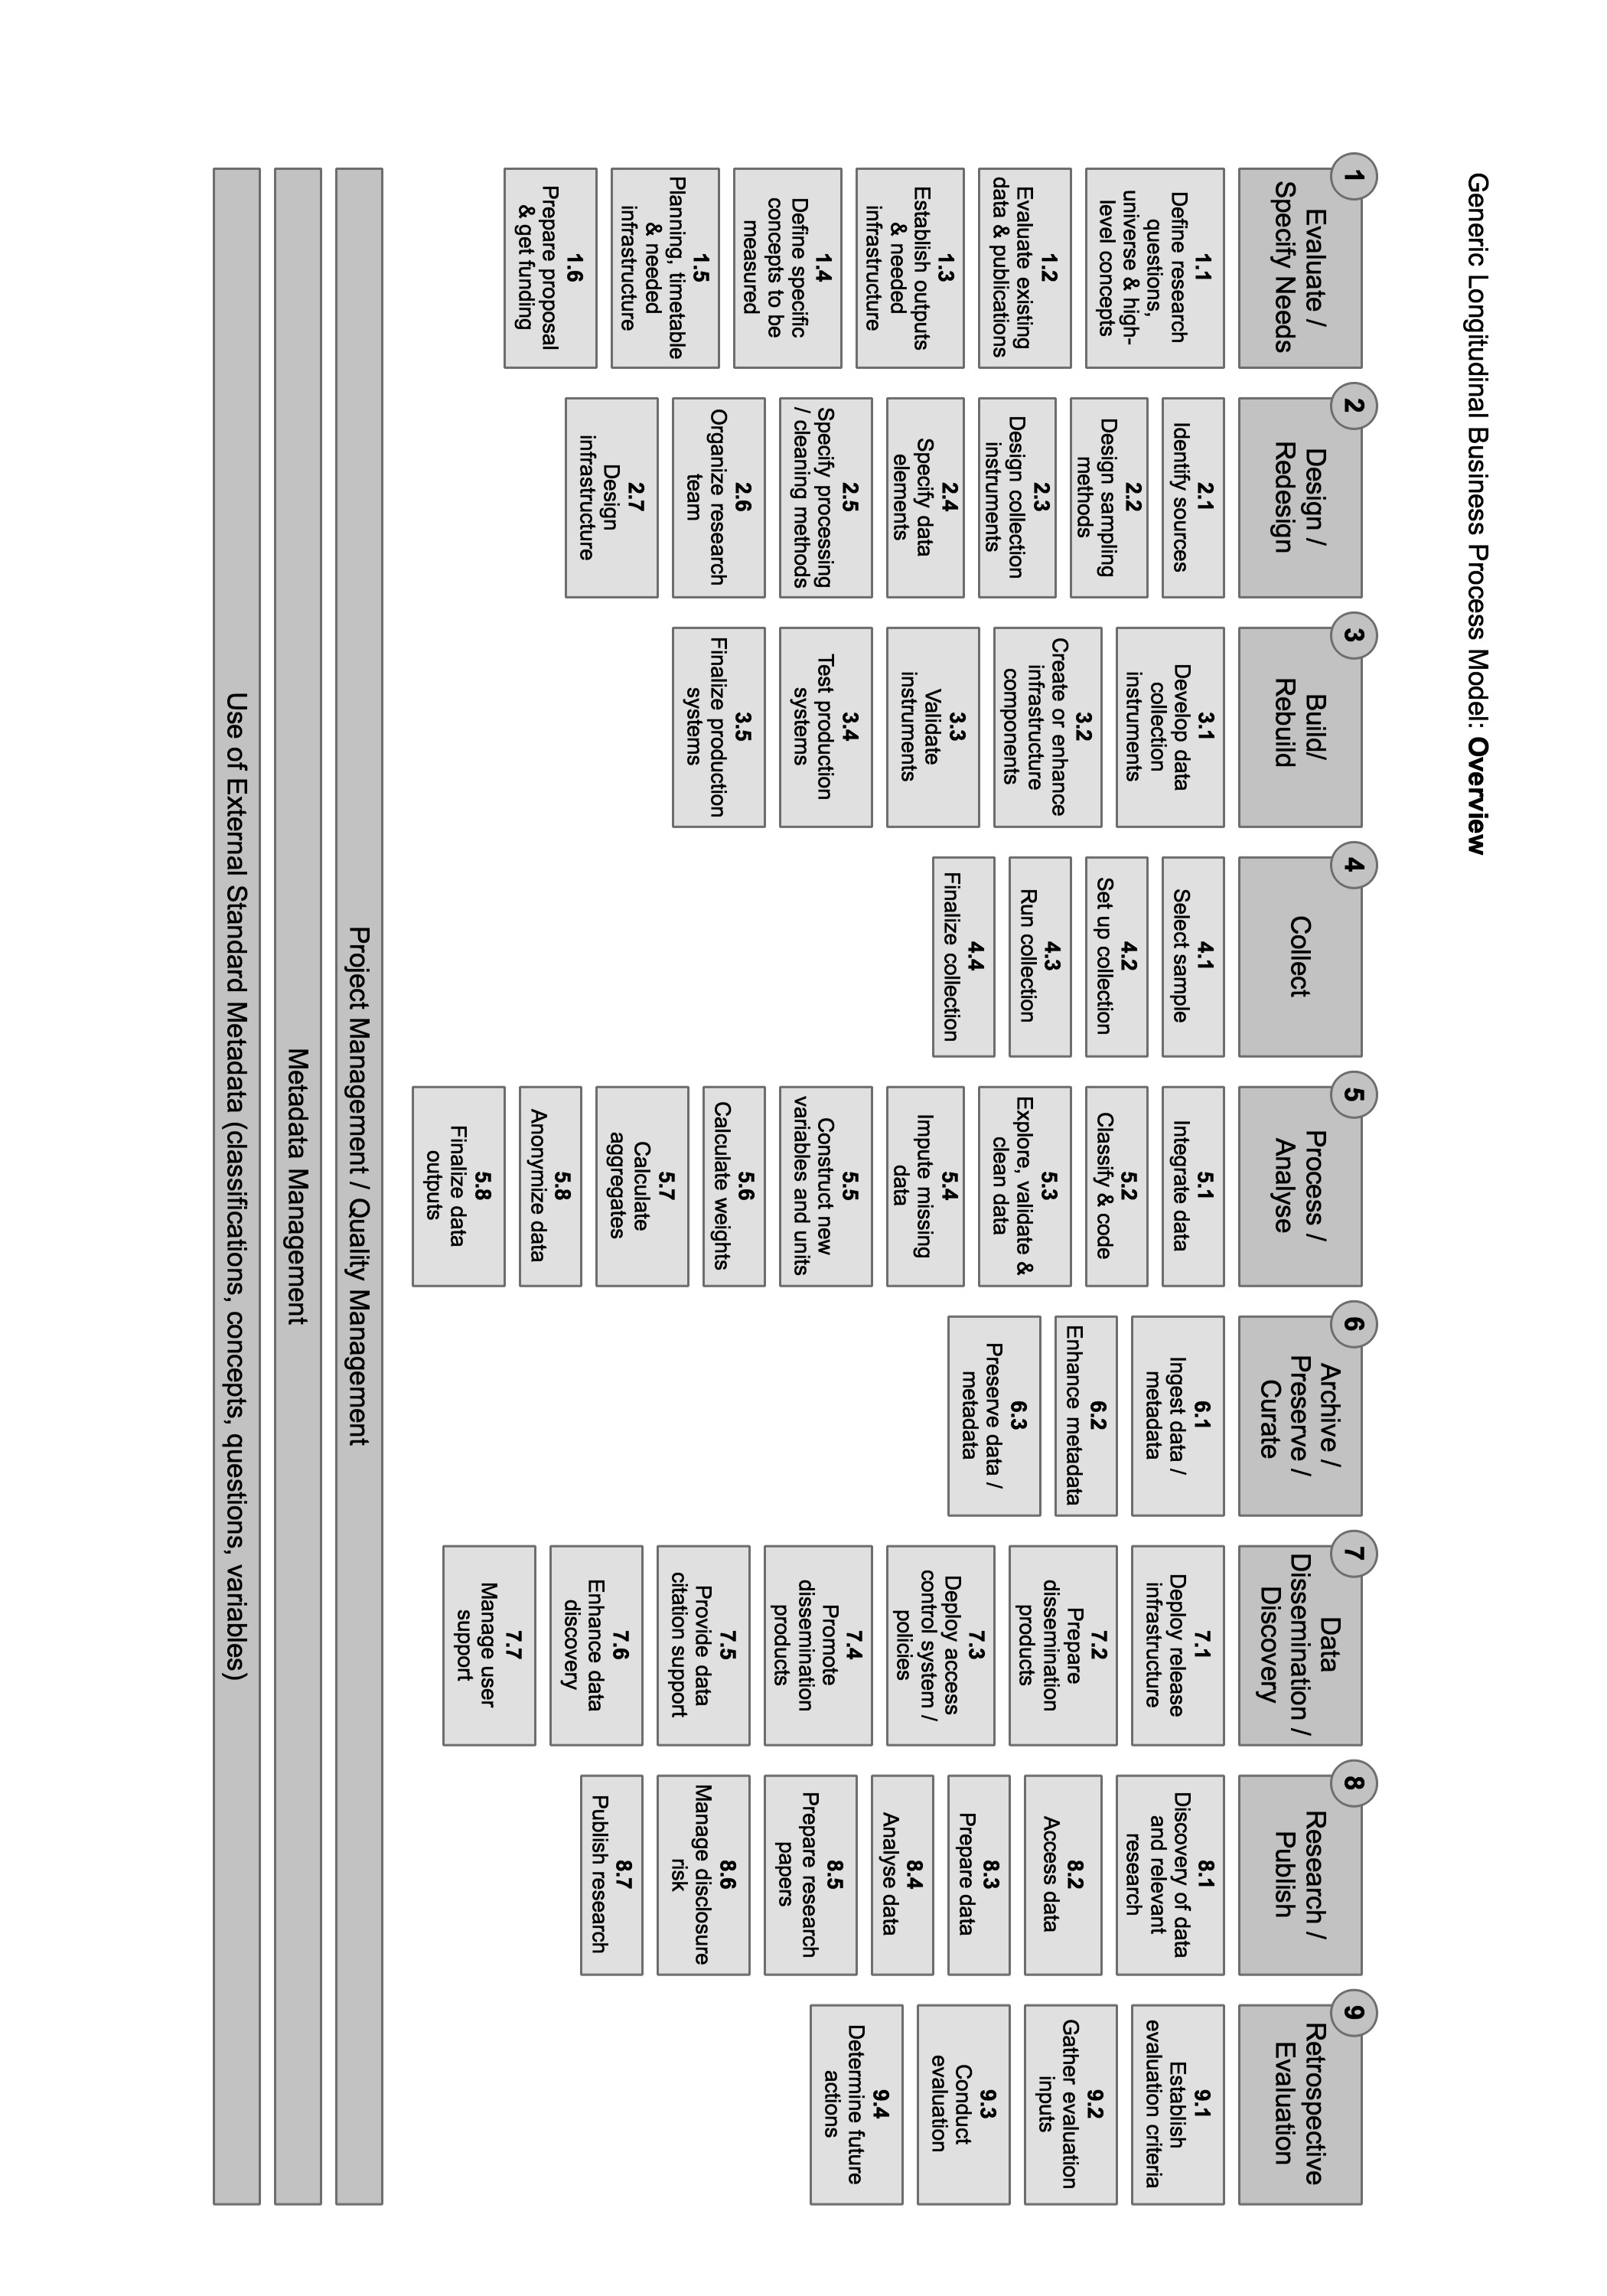 Generic Longitudinal Business Process Model: Overview
1
Evaluate /
Specify Needs
1.1
Define research
questions,
universe & high-
level concepts
1.2
Evaluate existing
data & publications
1.3
Establish outputs
& needed
infrastructure
1.4
Define specific
concepts to be
measured
1.5
Planning, timetable
& needed
infrastructure
1.6
Prepare proposal
& get funding
2
Design /
Redesign
2.1
Identify sources
2.2
Design sampling
methods
2.3
Design collection
instruments
2.4
Specify data
elements
2.5
Specify processing
/ cleaning methods
2.6
Organize research
team
2.7
Design
infrastructure
3
Build/
Rebuild
3.1
Develop data
collection
instruments
3.2
Create or enhance
infrastructure
components
3.3
Validate
instruments
3.4
Test production
systems
3.5
Finalize production
systems
4
Collect
4.1
Select sample
4.2
Set up collection
4.3
Run collection
4.4
Finalize collection
5
Process /
Analyse
5.1
Integrate data
5.2
Classify & code
5.3
Explore, validate &
clean data
5.4
Impute missing
data
5.5
Construct new
variables and units
5.6
Calculate weights
5.7
Calculate
aggregates
5.8
Anonymize data
5.8
Finalize data
outputs
6
Archive /
Preserve /
Curate
6.1
Ingest data /
metadata
6.2
Enhance metadata
6.3
Preserve data /
metadata
7
Data
Dissemination /
Discovery
7.1
Deploy release
infrastructure
7.2
Prepare
dissemination
products
7.3
Deploy access
control system /
policies
7.4
Promote
dissemination
products
7.5
Provide data
citation support
7.6
Enhance data
discovery
7.7
Manage user
support
8
Research /
Publish
8.1
Discovery of data
and relevant
research
8.2
Access data
8.3
Prepare data
8.4
Analyse data
8.5
Prepare research
papers
8.6
Manage disclosure
risk
8.7
Publish research
9
Retrospective
Evaluation
9.1
Establish
evaluation criteria
9.2
Gather evaluation
inputs
9.3
Conduct
evaluation
9.4
Determine future
actions
Project Management / Quality Management
Metadata Management
Use of External Standard Metadata (classifications, concepts, questions, variables)